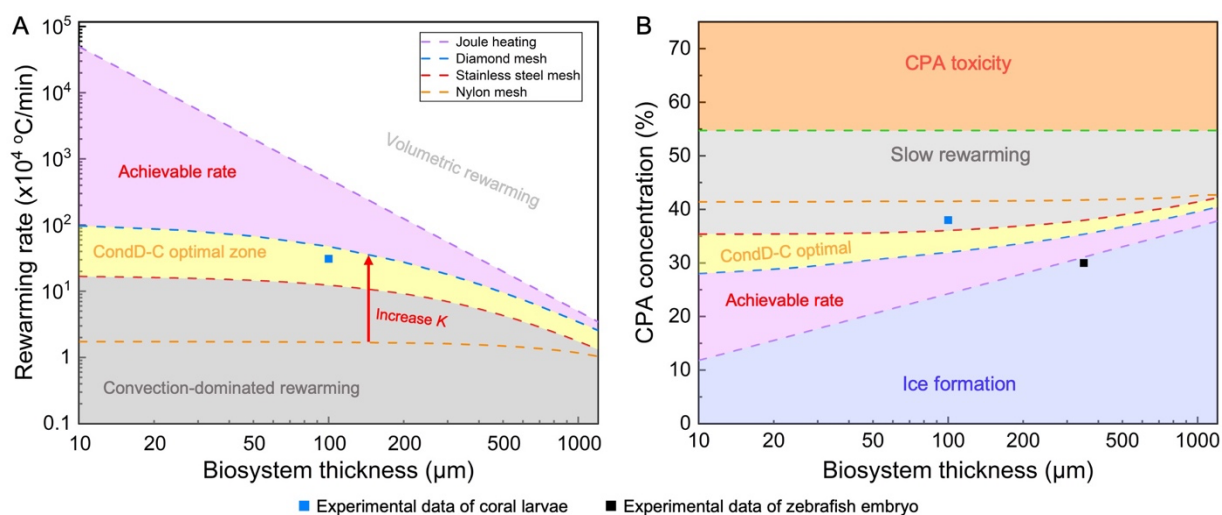 A
Rewarming rate (x10⁴ ºC/min)
10⁵
10⁴
10³
10²
10
1
0.1
Joule heating
Diamond mesh
Stainless steel mesh
Nylon mesh
Volumetric rewarming
Achievable rate
CondD-C optimal zone
Increase K
Convection-dominated rewarming
10 20 50 100 200 500 1000
Biosystem thickness (μm)
B
CPA concentration (%)
70
60
50
40
30
20
10
0
CPA toxicity
Slow rewarming
CondD-C optimal
Achievable rate
Ice formation
10 20 50 100 200 500 1000
Biosystem thickness (μm)
Experimental data of coral larvae Experimental data of zebrafish embryo